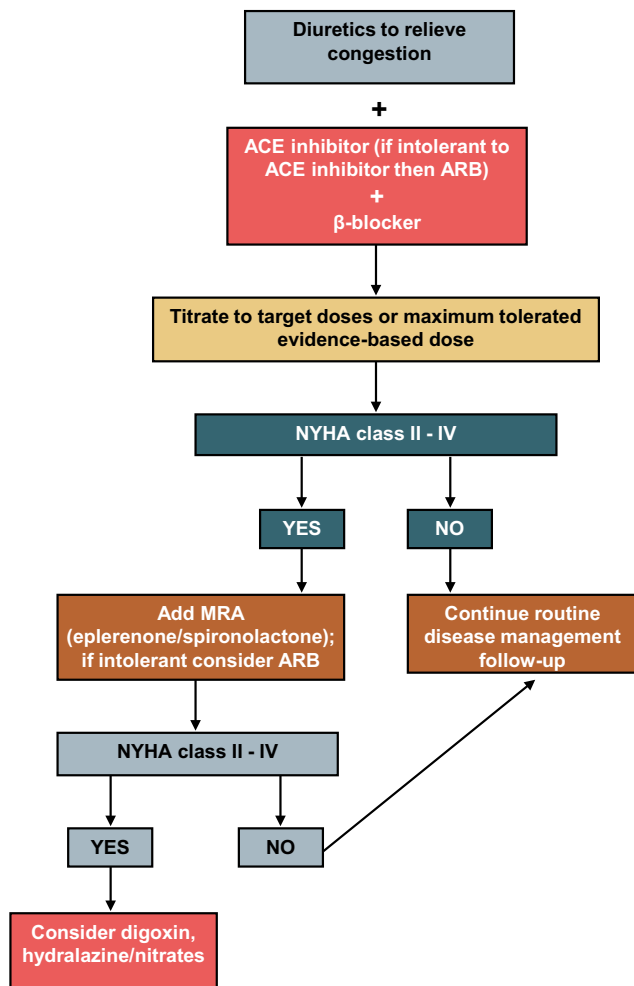 Diuretics to relieve
congestion
+
ACE inhibitor (if intolerant to
ACE inhibitor then ARB)
+
β-blocker
Titrate to target doses or maximum tolerated
evidence-based dose
NYHA class II - IV
YES
NO
Add MRA
(eplerenone/spironolactone);
if intolerant consider ARB
Continue routine
disease management
follow-up
NYHA class II - IV
YES
NO
Consider digoxin,
hydralazine/nitrates